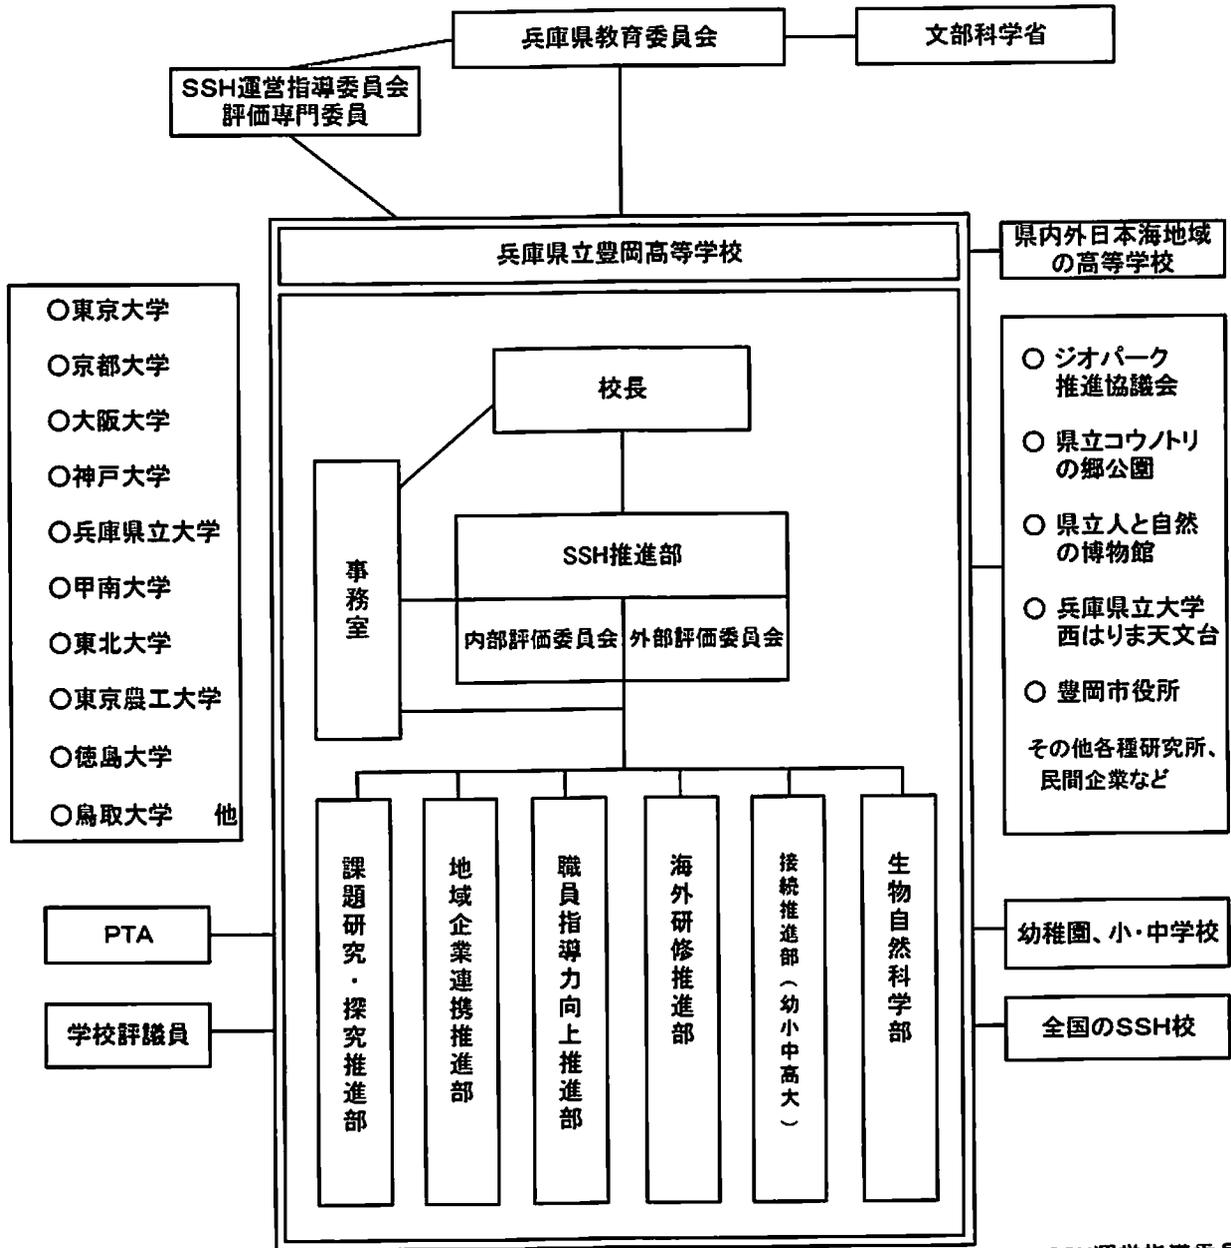 兵庫県教育委員会
文部科学省
SSH運営指導委員会
評価専門委員
兵庫県立豊岡高等学校
県内外日本海地域
の高等学校
○東京大学
○京都大学
○大阪大学
○神戸大学
○兵庫県立大学
○甲南大学
○東北大学
○東京農工大学
○徳島大学
○鳥取大学 他
校長
事務室
SSH推進部
内部評価委員会
外部評価委員会
○ ジオパーク
推進協議会
○ 県立コウノトリ
の郷公園
○ 県立人と自然
の博物館
○ 兵庫県立大学
西はりま天文台
○ 豊岡市役所
その他各種研究所、
民間企業など
課題研究・探究推進部
地域企業連携推進部
職員指導力向上推進部
海外研修推進部
接続推進部(幼小中高大)
生物自然科学部
PTA
学校評議員
幼稚園、小・中学校
全国のSSH校